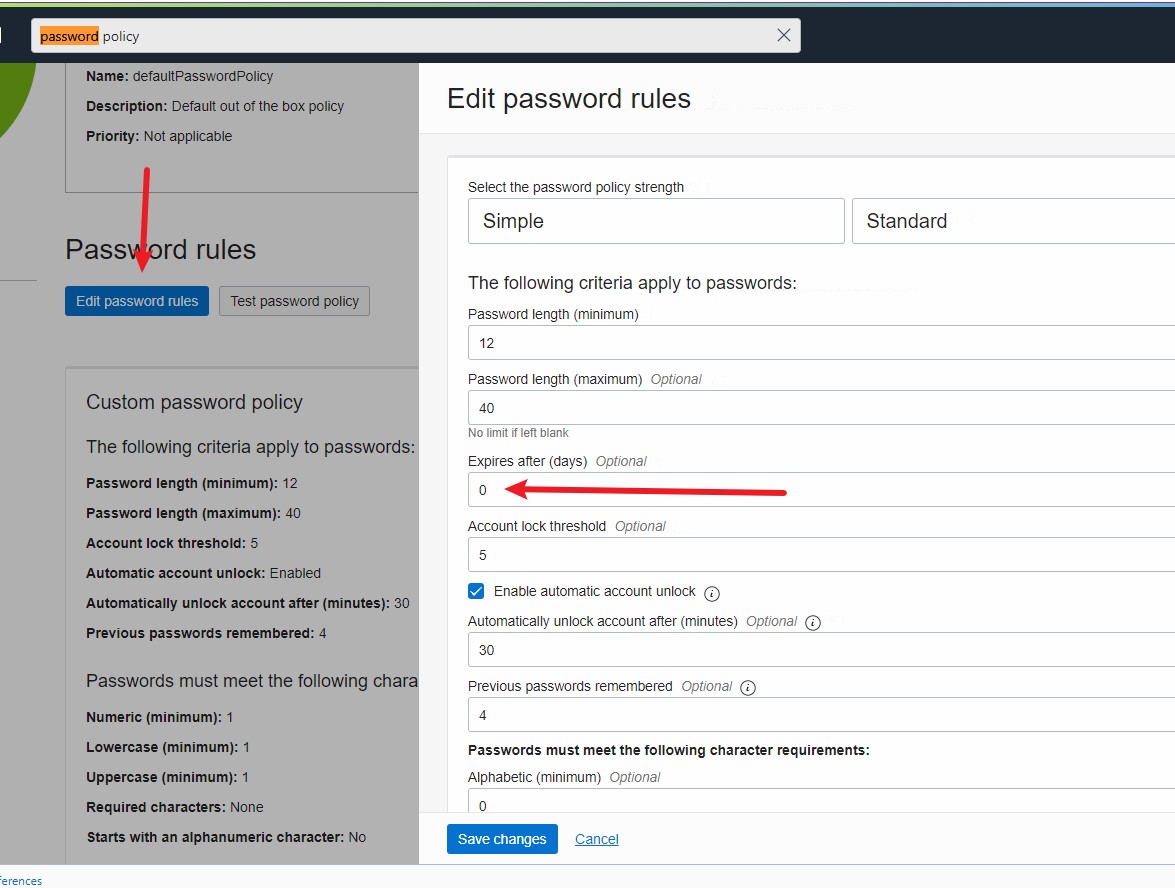 password policy
Name: defaultPasswordPolicy
Description: Default out of the box policy
Priority: Not applicable
Password rules
Edit password rules
Test password policy
Custom password policy
The following criteria apply to passwords:
Password length (minimum): 12
Password length (maximum): 40
Account lock threshold: 5
Automatic account unlock: Enabled
Automatically unlock account after (minutes): 30
Previous passwords remembered: 4
Passwords must meet the following chara
Numeric (minimum): 1
Lowercase (minimum): 1
Uppercase (minimum): 1
Required characters: None
Starts with an alphanumeric character: No
ferences
Edit password rules
Select the password policy strength
Simple
Standard
The following criteria apply to passwords:
Password length (minimum)
12
Password length (maximum) Optional
40
No limit if left blank
Expires after (days) Optional
0
Account lock threshold Optional
5
Enable automatic account unlock
Automatically unlock account after (minutes) Optional
30
Previous passwords remembered Optional
4
Passwords must meet the following character requirements:
Alphabetic (minimum) Optional
0
Save changes
Cancel